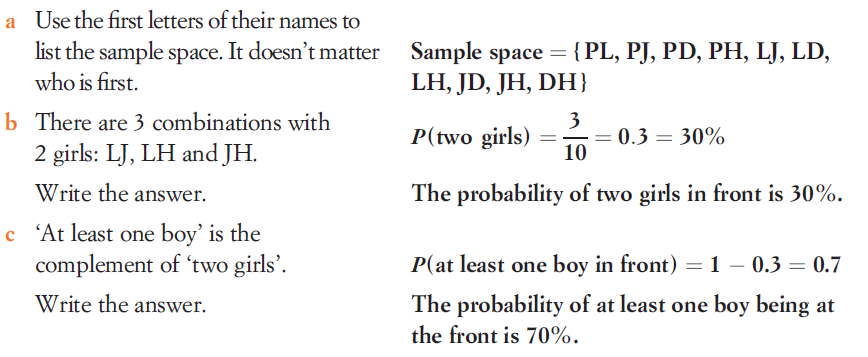 a Use the first letters of their names to
list the sample space. It doesn't matter
who is first.
Sample space = {PL, PJ, PD, PH, LJ, LD,
LH, JD, JH, DH}
b There are 3 combinations with
2 girls: LJ, LH and JH.
P(two girls) = 3/10 = 0.3 = 30%
Write the answer.
The probability of two girls in front is 30%.
c 'At least one boy' is the
complement of 'two girls'.
P(at least one boy in front) = 1 − 0.3 = 0.7
Write the answer.
The probability of at least one boy being at
the front is 70%.